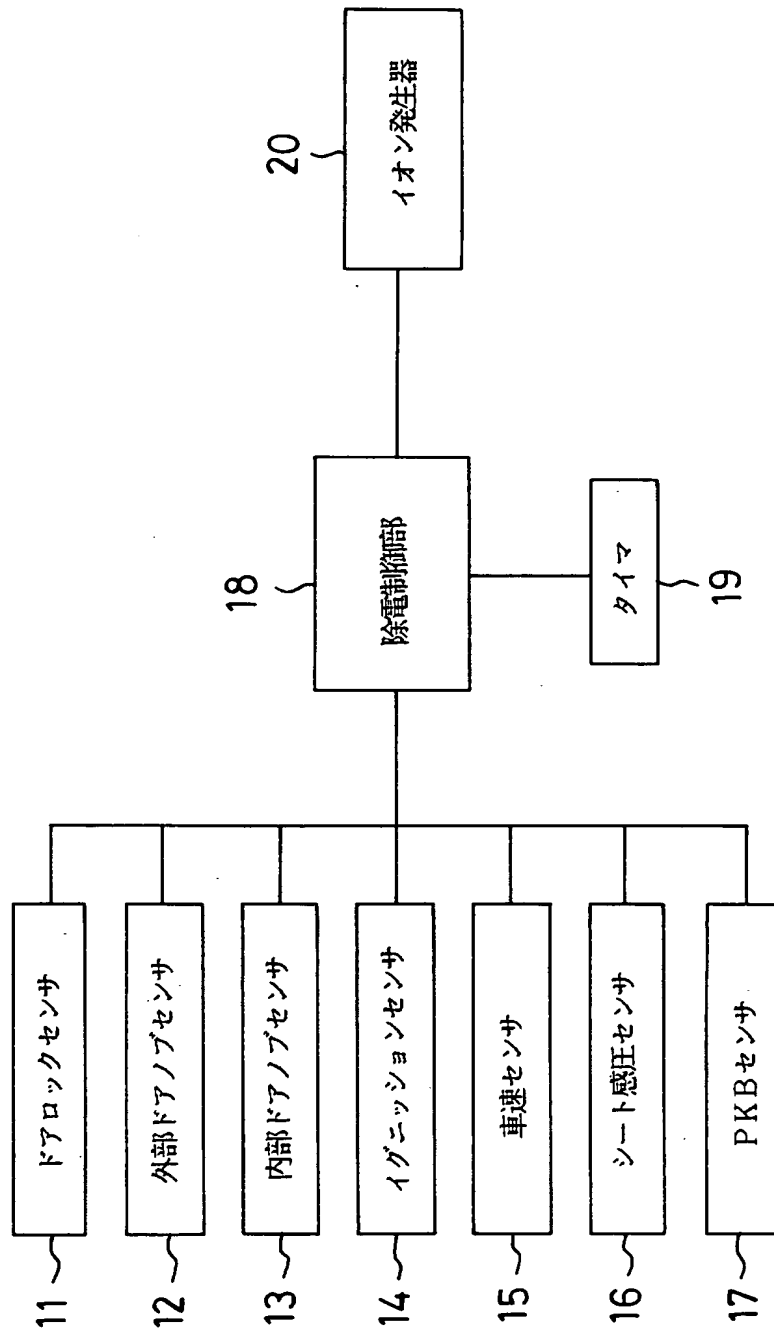 11
ドアロックセンサ
12
外部ドアノブセンサ
13
内部ドアノブセンサ
14
イグニッションセンサ
15
車速センサ
16
シート感圧センサ
17
PKBセンサ
18
除電制御部
19
タイマ
20
イオン発生器